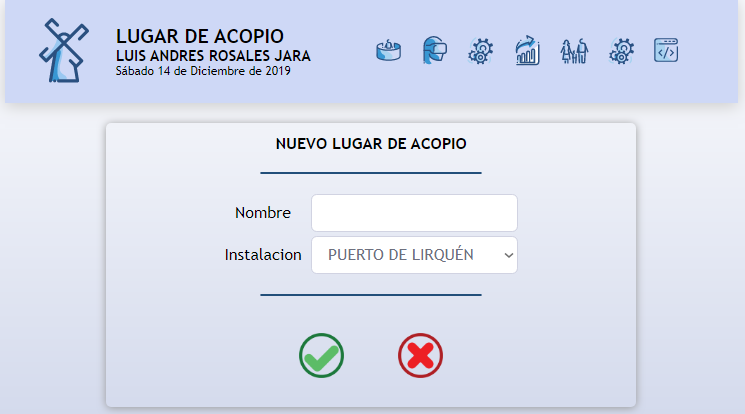 LUGAR DE ACOPIO
LUIS ANDRES ROSALES JARA
Sábado 14 de Diciembre de 2019
NUEVO LUGAR DE ACOPIO
Nombre
Instalacion PUERTO DE LIRQUÉN